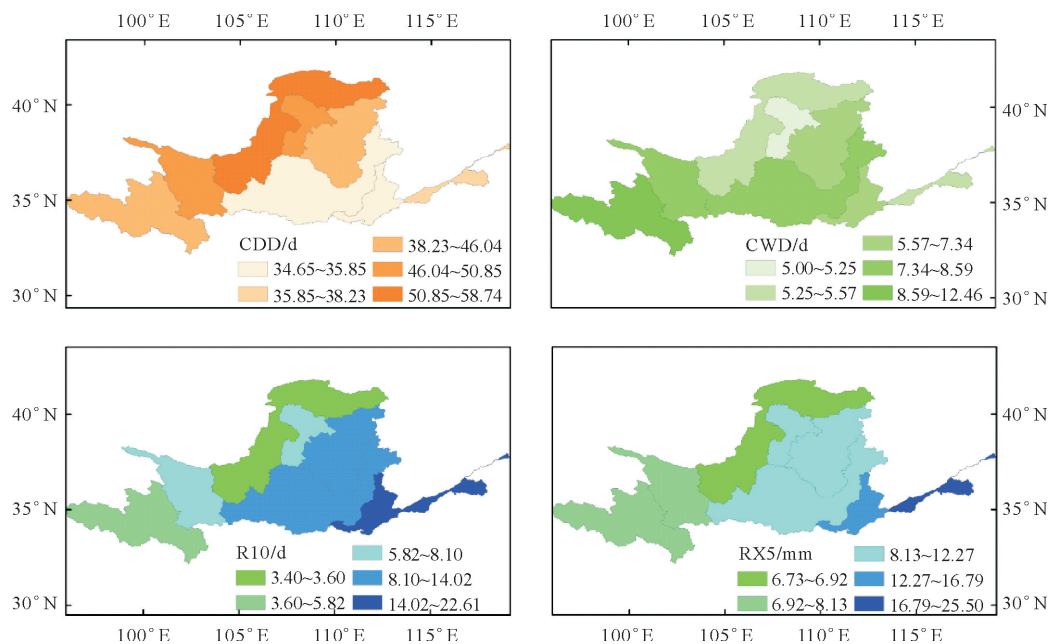 100°E 105°E 110°E 115°E 100°E 105°E 110°E 115°E
40°N 40°N
35°N 35°N
30°N 30°N
CDD/d
34.65~35.85
35.85~38.23
38.23~46.04
46.04~50.85
50.85~58.74
CWD/d
5.00~5.25
5.25~5.57
5.57~7.34
7.34~8.59
8.59~12.46
40°N 40°N
35°N 35°N
30°N 30°N
R10/d
3.40~3.60
3.60~5.82
5.82~8.10
8.10~14.02
14.02~22.61
RX5/mm
6.73~6.92
6.92~8.13
8.13~12.27
12.27~16.79
16.79~25.50
100°E 105°E 110°E 115°E 100°E 105°E 110°E 115°E